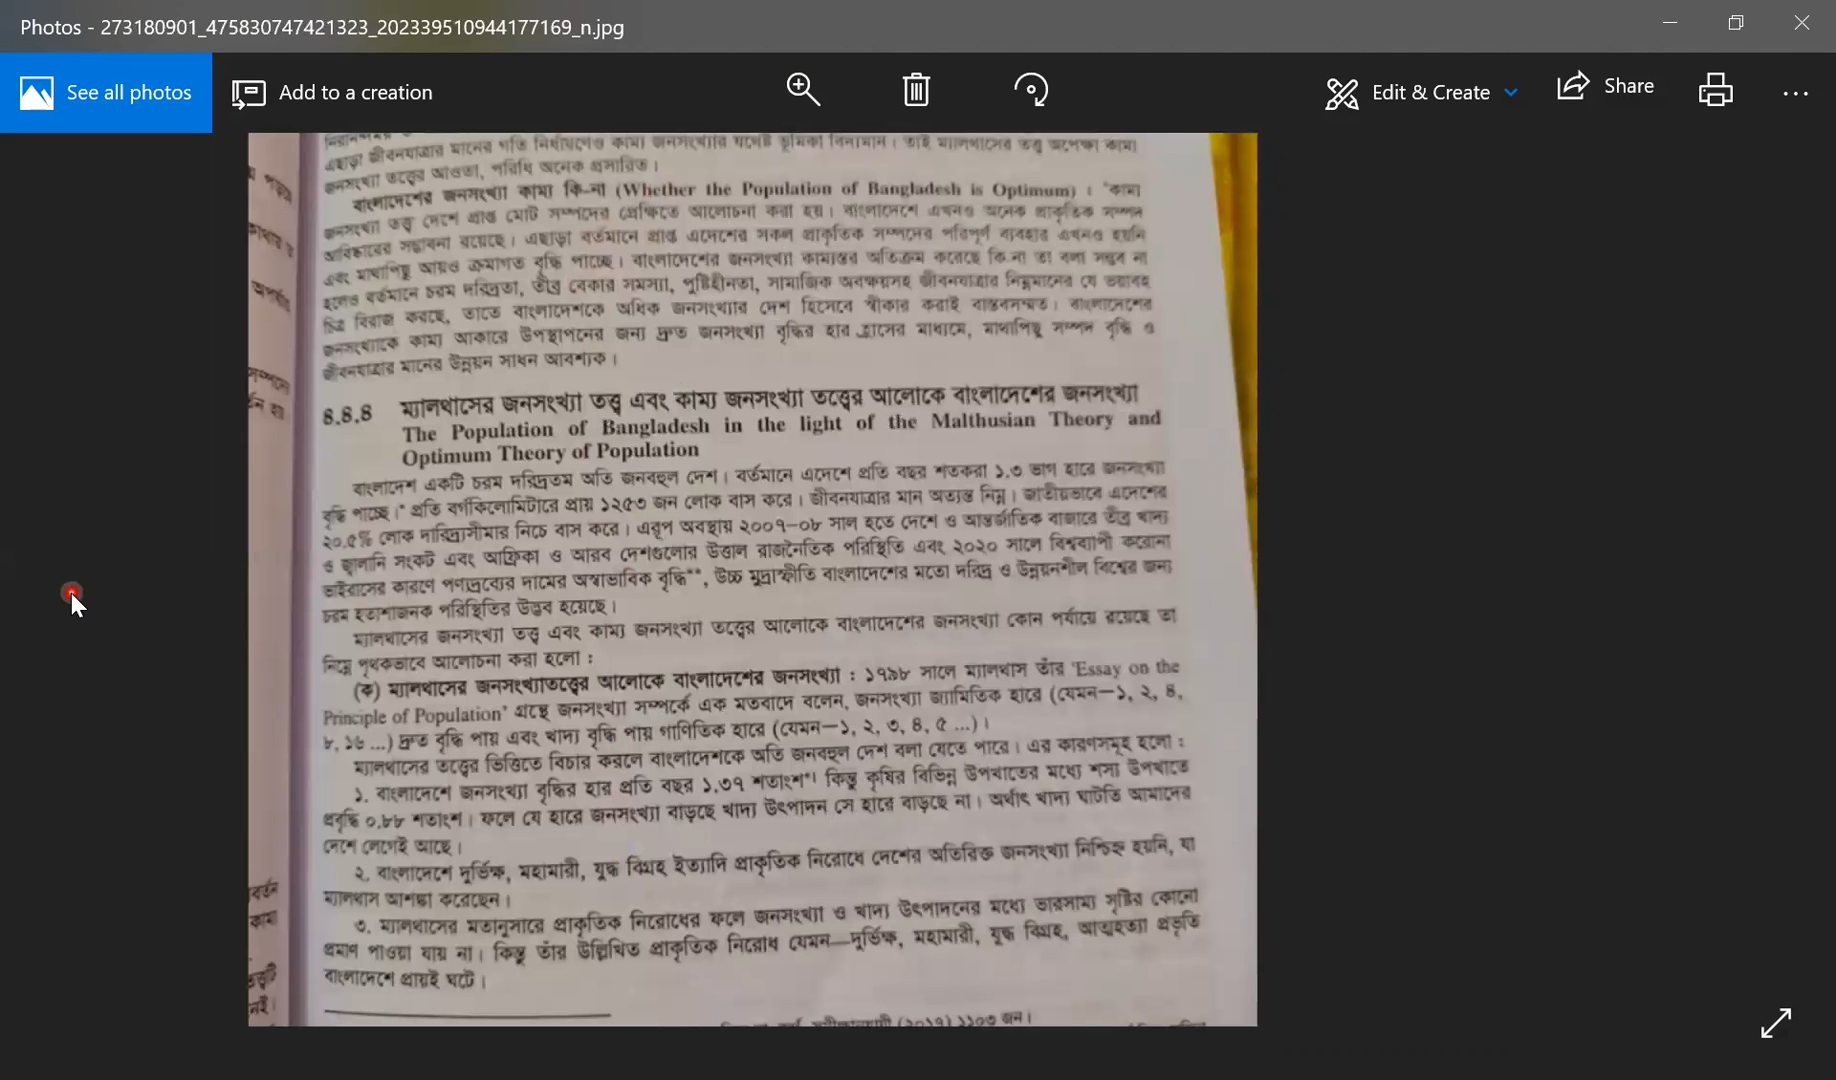 Photos - 273180901_475830747421323_202339510944177169_n.jpg
See all photos
Add to a creation
Edit & Create
Share
এছাড়া জীবনযাত্রার মানের গতি নির্ধারণেও কাম্য জনসংখ্যার যথেষ্ট ভূমিকা বিদ্যমান। তাই ম্যালথাসের তত্ত্ব অপেক্ষা কাম্য
জনসংখ্যা তত্ত্বের আওতা, পরিধি অনেক প্রসারিত।
বাংলাদেশের জনসংখ্যা কাম্য কি-না (Whether the Population of Bangladesh is Optimum) : "কাম্য
জনসংখ্যা তত্ত্ব দেশে প্রাপ্ত মোট সম্পদের প্রেক্ষিতে আলোচনা করা হয়। বাংলাদেশে এখনও অনেক প্রাকৃতিক সম্পদ
আবিষ্কারের সম্ভাবনা রয়েছে। এছাড়া বর্তমানে প্রাপ্ত এদেশের সকল প্রাকৃতিক সম্পদের পরিপূর্ণ ব্যবহার এখনও হয়নি
এবং মাথাপিছু আয়ও ক্রমাগত বৃদ্ধি পাচ্ছে। বাংলাদেশের জনসংখ্যা কাম্যস্তর অতিক্রম করেছে কি-না তা বলা সম্ভব না
হলেও বর্তমানে চরম দরিদ্রতা, তীব্র বেকার সমস্যা, পুষ্টিহীনতা, সামাজিক অবক্ষয়সহ জীবনযাত্রার নিম্নমানের যে ভয়াবহ
চিত্র বিরাজ করছে, তাতে বাংলাদেশকে অধিক জনসংখ্যার দেশ হিসেবে স্বীকার করাই বাস্তবসম্মত। বাংলাদেশের
জনসংখ্যাকে কাম্য আকারে উপস্থাপনের জন্য দ্রুত জনসংখ্যা বৃদ্ধির হার হ্রাসের মাধ্যমে, মাথাপিছু সম্পদ বৃদ্ধি ও
জীবনযাত্রার মানের উন্নয়ন সাধন আবশ্যক।
৪.৪.৪ ম্যালথাসের জনসংখ্যা তত্ত্ব এবং কাম্য জনসংখ্যা তত্ত্বের আলোকে বাংলাদেশের জনসংখ্যা
The Population of Bangladesh in the light of the Malthusian Theory and
Optimum Theory of Population
বাংলাদেশ একটি চরম দরিদ্রতম অতি জনবহুল দেশ। বর্তমানে এদেশে প্রতি বছর শতকরা ১.৩ ভাগ হারে জনসংখ্যা
বৃদ্ধি পাচ্ছে।* প্রতি বর্গকিলোমিটারে প্রায় ১২৫৩ জন লোক বাস করে। জীবনযাত্রার মান অত্যন্ত নিম্ন। জাতীয়ভাবে এদেশের
২০.৫% লোক দারিদ্র্যসীমার নিচে বাস করে। এরূপ অবস্থায় ২০০৭-০৮ সাল হতে দেশে ও আন্তর্জাতিক বাজারে তীব্র খাদ্য
ও জ্বালানি সংকট এবং আফ্রিকা ও আরব দেশগুলোর উত্তাল রাজনৈতিক পরিস্থিতি এবং ২০২০ সালে বিশ্বব্যাপী করোনা
ভাইরাসের কারণে পণ্যদ্রব্যের দামের অস্বাভাবিক বৃদ্ধি**, উচ্চ মুদ্রাস্ফীতি বাংলাদেশের মতো দরিদ্র ও উন্নয়নশীল বিশ্বের জন্য
চরম হতাশাজনক পরিস্থিতির উদ্ভব হয়েছে।
ম্যালথাসের জনসংখ্যা তত্ত্ব এবং কাম্য জনসংখ্যা তত্ত্বের আলোকে বাংলাদেশের জনসংখ্যা কোন পর্যায়ে রয়েছে তা
নিম্নে পৃথকভাবে আলোচনা করা হলো :
(ক) ম্যালথাসের জনসংখ্যাতত্ত্বের আলোকে বাংলাদেশের জনসংখ্যা : ১৭৯৮ সালে ম্যালথাস তাঁর 'Essay on the
Principle of Population' গ্রন্থে জনসংখ্যা সম্পর্কে এক মতবাদে বলেন, জনসংখ্যা জ্যামিতিক হারে (যেমন—১, ২, ৪,
৮, ১৬ ...) দ্রুত বৃদ্ধি পায় এবং খাদ্য বৃদ্ধি পায় গাণিতিক হারে (যেমন—১, ২, ৩, ৪, ৫ ...)।
ম্যালথাসের তত্ত্বের ভিত্তিতে বিচার করলে বাংলাদেশকে অতি জনবহুল দেশ বলা যেতে পারে। এর কারণসমূহ হলো :
১. বাংলাদেশে জনসংখ্যা বৃদ্ধির হার প্রতি বছর ১.৩৭ শতাংশ*। কিন্তু কৃষির বিভিন্ন উপখাতের মধ্যে শস্য উপখাতে
প্রবৃদ্ধি ০.৮৮ শতাংশ। ফলে যে হারে জনসংখ্যা বাড়ছে খাদ্য উৎপাদন সে হারে বাড়ছে না। অর্থাৎ খাদ্য ঘাটতি আমাদের
দেশে লেগেই আছে।
২. বাংলাদেশে দুর্ভিক্ষ, মহামারী, যুদ্ধ বিগ্রহ ইত্যাদি প্রাকৃতিক নিরোধে দেশের অতিরিক্ত জনসংখ্যা নিশ্চিহ্ন হয়নি, যা
ম্যালথাস আশঙ্কা করেছেন।
৩. ম্যালথাসের মতানুসারে প্রাকৃতিক নিরোধের ফলে জনসংখ্যা ও খাদ্য উৎপাদনের মধ্যে ভারসাম্য সৃষ্টির কোনো
প্রমাণ পাওয়া যায় না। কিন্তু তাঁর উল্লিখিত প্রাকৃতিক নিরোধ যেমন—দুর্ভিক্ষ, মহামারী, যুদ্ধ বিগ্রহ, আত্মহত্যা প্রভৃতি
বাংলাদেশে প্রায়ই ঘটে।
(২০১৭) ১১০৩ জন।